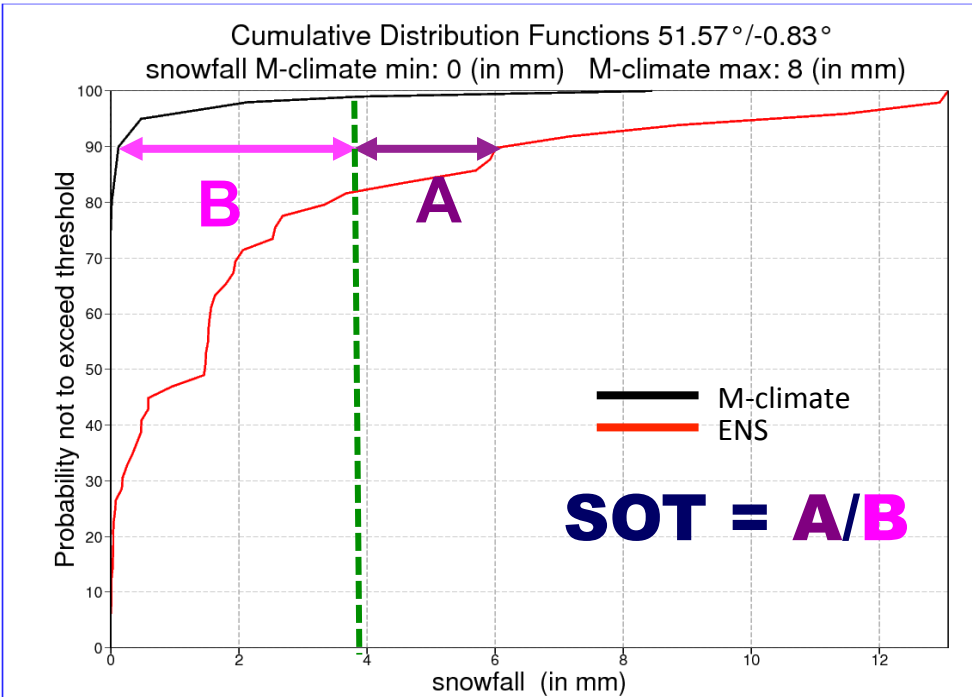 Cumulative Distribution Functions 51.57°/-0.83°
snowfall M-climate min: 0 (in mm) M-climate max: 8 (in mm)
Probability not to exceed threshold
100
90
80
70
60
50
40
30
20
10
0
B
A
M-climate
ENS
SOT = A/B
0 2 4 6 8 10 12
snowfall (in mm)